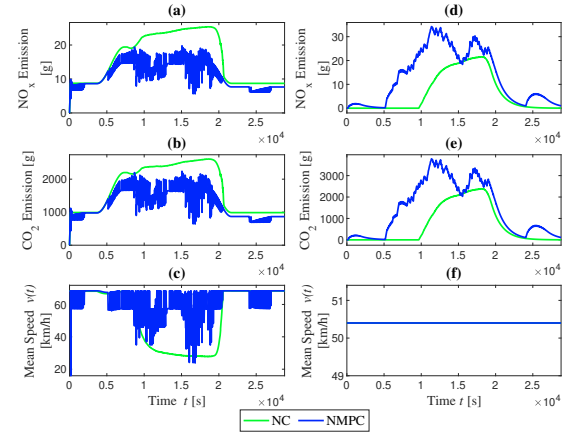 (a)
NOx Emission
[g]
20
10
0
0 0.5 1 1.5 2 2.5
×10^4
(d)
NOx Emission
[g]
30
20
10
0
0 0.5 1 1.5 2 2.5
×10^4
(b)
CO2 Emission [g]
2000
1000
0
0 0.5 1 1.5 2 2.5
×10^4
(e)
CO2 Emission [g]
3000
2000
1000
0
0 0.5 1 1.5 2 2.5
×10^4
(c)
Mean Speed v(t)
[km/h]
60
40
20
0 0.5 1 1.5 2 2.5
×10^4
Time t [s]
(f)
Mean Speed v(t)
[km/h]
51
50
49
0 0.5 1 1.5 2 2.5
×10^4
Time t [s]
NC NMPC